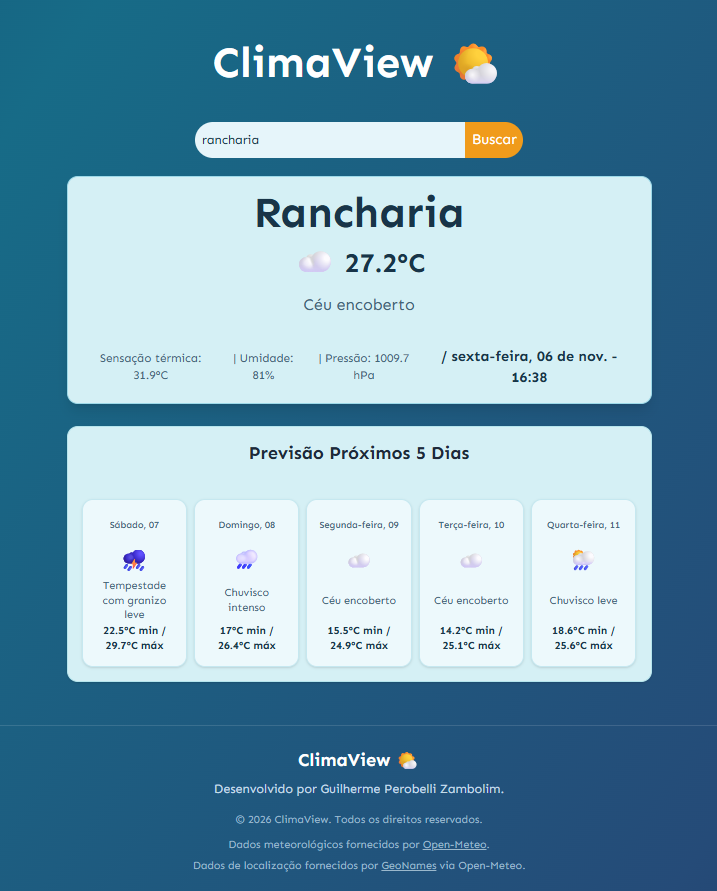 ClimaView
rancharia
Buscar
Rancharia
27.2°C
Céu encoberto
Sensação térmica:
31.9°C
| Umidade:
81%
| Pressão: 1009.7
hPa
/ sexta-feira, 06 de nov. -
16:38
Previsão Próximos 5 Dias
Sábado, 07
Tempestade
com granizo
leve
22.5°C min /
29.7°C máx
Domingo, 08
Chuvisco
intenso
17°C min /
26.4°C máx
Segunda-feira, 09
Céu encoberto
15.5°C min /
24.9°C máx
Terça-feira, 10
Céu encoberto
14.2°C min /
25.1°C máx
Quarta-feira, 11
Chuvisco leve
18.6°C min /
25.6°C máx
ClimaView
Desenvolvido por Guilherme Perobelli Zambolim.
© 2026 ClimaView. Todos os direitos reservados.
Dados meteorológicos fornecidos por Open-Meteo.
Dados de localização fornecidos por GeoNames via Open-Meteo.